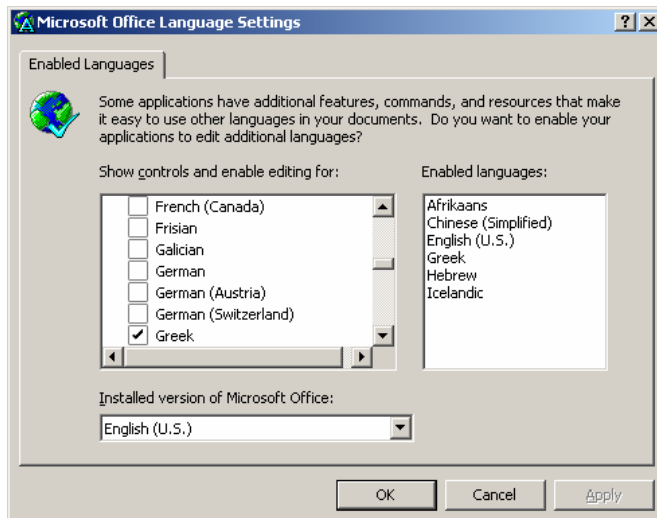 Microsoft Office Language Settings
Enabled Languages
Some applications have additional features, commands, and resources that make
it easy to use other languages in your documents. Do you want to enable your
applications to edit additional languages?
Show controls and enable editing for:
French (Canada)
Frisian
Galician
German
German (Austria)
German (Switzerland)
Greek
Enabled languages:
Afrikaans
Chinese (Simplified)
English (U.S.)
Greek
Hebrew
Icelandic
Installed version of Microsoft Office:
English (U.S.)
OK
Cancel
Apply